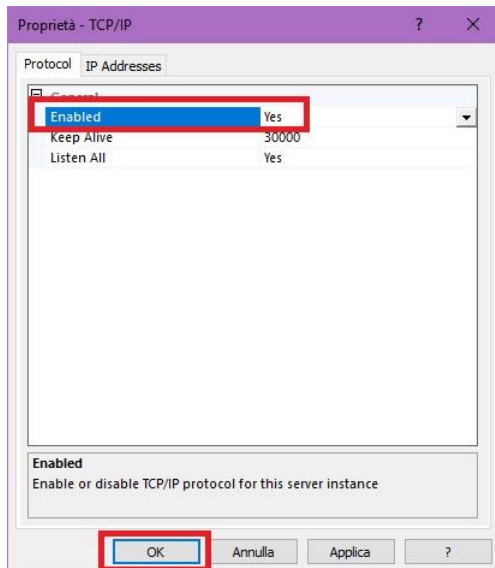 Proprietà - TCP/IP ? ×
Protocol IP Addresses
General
Enabled Yes
Keep Alive 30000
Listen All Yes
Enabled
Enable or disable TCP/IP protocol for this server instance
OK Annulla Applica ?